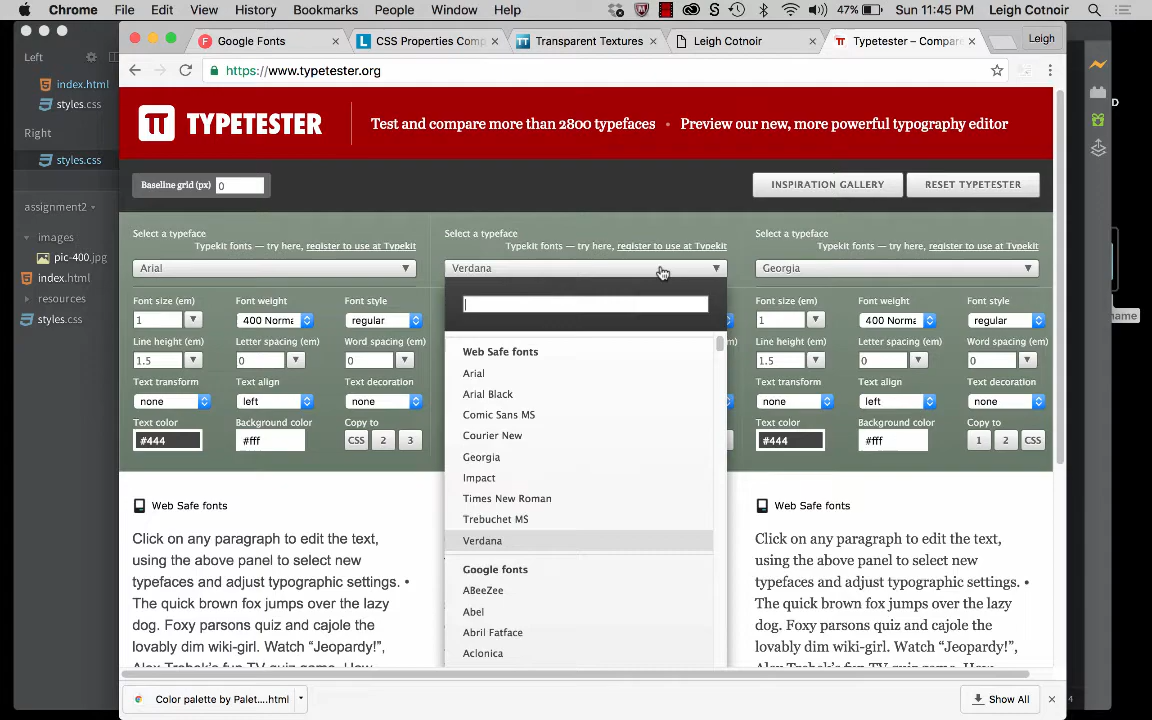 Chrome File Edit View History Bookmarks People Window Help 47% Sun 11:45 PM Leigh Cotnoir
Left
index.html
styles.css
Right
styles.css
assignment2
images
pic-400.jpg
index.html
resources
styles.css
Google Fonts
CSS Properties Comp
Transparent Textures
Leigh Cotnoir
Typetester – Compare
Leigh
https://www.typetester.org
TYPETESTER
Test and compare more than 2800 typefaces • Preview our new, more powerful typography editor
Baseline grid (px) 0
INSPIRATION GALLERY
RESET TYPETESTER
Select a typeface
Typekit fonts — try here, register to use at Typekit
Arial
Font size (em) Font weight Font style
1 400 Norma regular
Line height (em) Letter spacing (em) Word spacing (em)
1.5 0 0
Text transform Text align Text decoration
none left none
Text color Background color Copy to
#444 #fff CSS 2 3
Web Safe fonts
Click on any paragraph to edit the text,
using the above panel to select new
typefaces and adjust typographic settings. •
The quick brown fox jumps over the lazy
dog. Foxy parsons quiz and cajole the
lovably dim wiki-girl. Watch “Jeopardy!”,
Alex Trebek’s fun TV quiz game. How
Select a typeface
Typekit fonts — try here, register to use at Typekit
Verdana
Web Safe fonts
Arial
Arial Black
Comic Sans MS
Courier New
Georgia
Impact
Times New Roman
Trebuchet MS
Verdana
Google fonts
ABeeZee
Abel
Abril Fatface
Aclonica
Select a typeface
Typekit fonts — try here, register to use at Typekit
Georgia
Font size (em) Font weight Font style
1 400 Norma regular
Line height (em) Letter spacing (em) Word spacing (em)
1.5 0 0
Text transform Text align Text decoration
none left none
Text color Background color Copy to
#444 #fff 1 2 CSS
Web Safe fonts
Click on any paragraph to edit the text,
using the above panel to select new
typefaces and adjust typographic settings. •
The quick brown fox jumps over the lazy
dog. Foxy parsons quiz and cajole the
lovably dim wiki-girl. Watch “Jeopardy!”,
Alex Trebek’s fun TV quiz game. How
Color palette by Palet....html
Show All